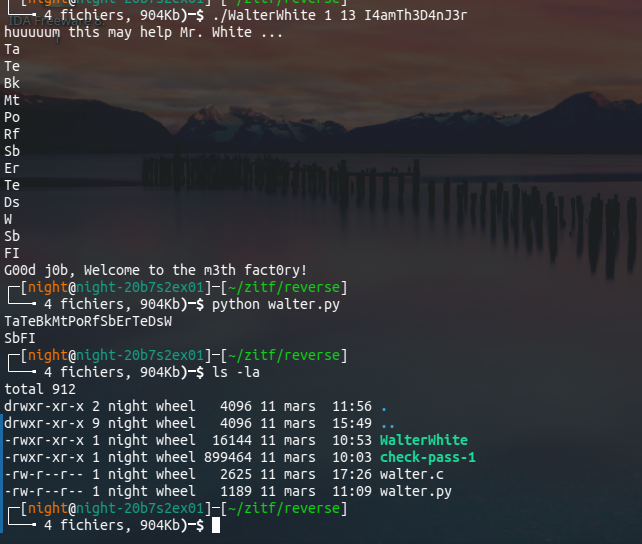 IDA Freeware 8.
┌─[night@night-20b7s2ex01]─[~/zitf/reverse]
└──╼ 4 fichiers, 904Kb)─$ ./WalterWhite 1 13 I4amTh3D4nJ3r
huuuuum this may help Mr. White ...
Ta
Te
Bk
Mt
Po
Rf
Sb
Er
Te
Ds
W
Sb
FI
G00d j0b, Welcome to the m3th fact0ry!
┌─[night@night-20b7s2ex01]─[~/zitf/reverse]
└──╼ 4 fichiers, 904Kb)─$ python walter.py
TaTeBkMtPoRfSbErTeDsW
SbFI
┌─[night@night-20b7s2ex01]─[~/zitf/reverse]
└──╼ 4 fichiers, 904Kb)─$ ls -la
total 912
drwxr-xr-x 2 night wheel   4096 11 mars  11:56 .
drwxr-xr-x 9 night wheel   4096 11 mars  15:49 ..
-rwxr-xr-x 1 night wheel  16144 11 mars  10:53 WalterWhite
-rwxr-xr-x 1 night wheel 899464 11 mars  10:03 check-pass-1
-rw-r--r-- 1 night wheel   2625 11 mars  17:26 walter.c
-rw-r--r-- 1 night wheel   1189 11 mars  11:09 walter.py
┌─[night@night-20b7s2ex01]─[~/zitf/reverse]
└──╼ 4 fichiers, 904Kb)─$